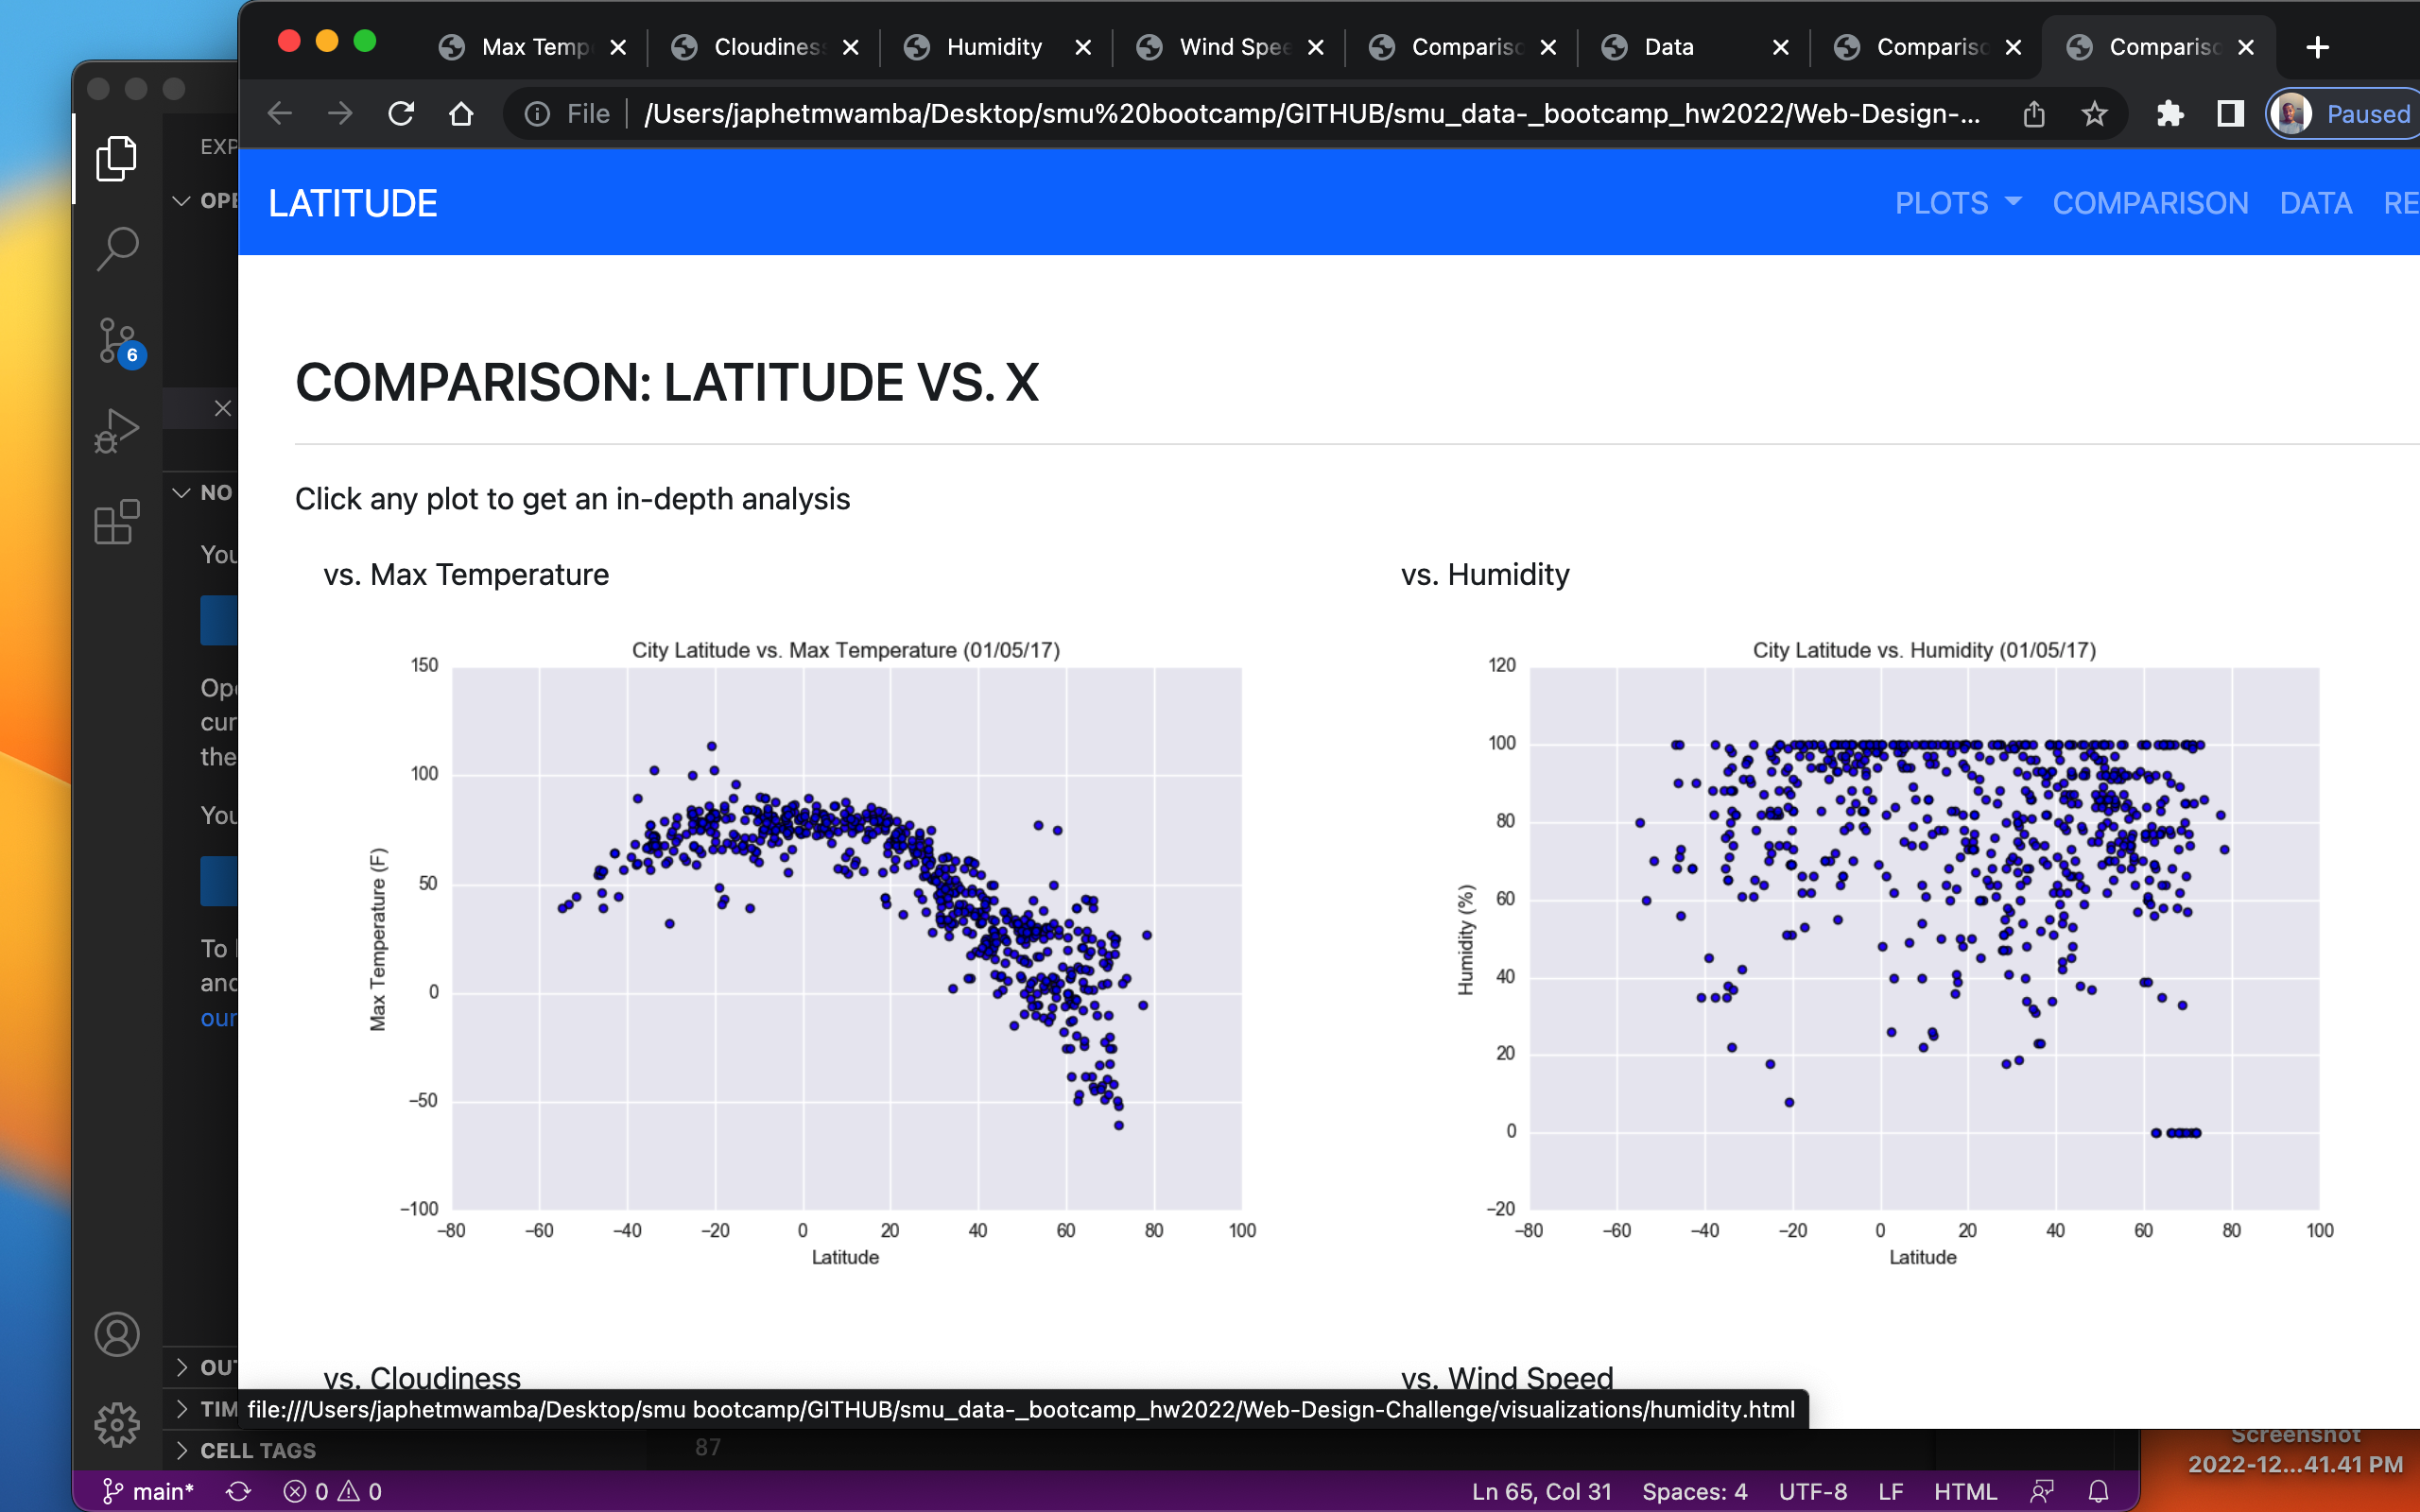 Max Temp
Cloudines
Humidity
Wind Spee
Comparisc
Data
Comparisc
Comparisc
File
/Users/japhetmwamba/Desktop/smu%20bootcamp/GITHUB/smu_data-_bootcamp_hw2022/Web-Design-...
Paused
EXP
OPE
6
NO
You
Ope
cur
the
You
To
and
our
OUT
TIM
CELL TAGS
LATITUDE
PLOTS
COMPARISON
DATA
RE
COMPARISON: LATITUDE VS. X
Click any plot to get an in-depth analysis
vs. Max Temperature
City Latitude vs. Max Temperature (01/05/17)
Max Temperature (F)
150
100
50
0
−50
−100
−80 −60 −40 −20 0 20 40 60 80 100
Latitude
vs. Humidity
City Latitude vs. Humidity (01/05/17)
Humidity (%)
120
100
80
60
40
20
0
−20
−80 −60 −40 −20 0 20 40 60 80 100
Latitude
vs. Cloudiness
vs. Wind Speed
file:///Users/japhetmwamba/Desktop/smu bootcamp/GITHUB/smu_data-_bootcamp_hw2022/Web-Design-Challenge/visualizations/humidity.html
87
Screenshot
2022-12...41.41 PM
main*
0
0
Ln 65, Col 31
Spaces: 4
UTF-8
LF
HTML